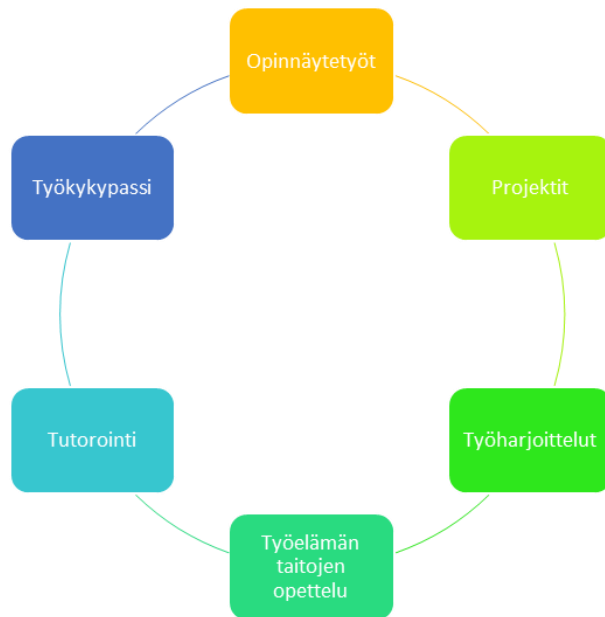 Opinnäytetyöt
Projektit
Työharjoittelut
Työelämän
taitojen
opettelu
Tutorointi
Työkykypassi